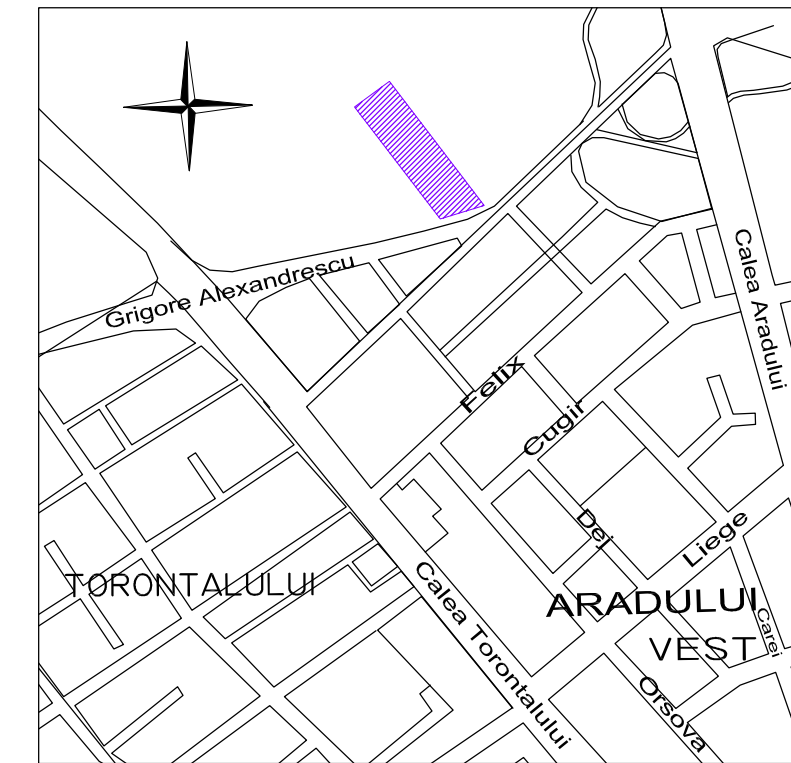 Grigore Alexandrescu
Calea Aradului
Felix
Cugir
Dej
Liege
TORONTALULUI
Calea Torontalului
ARADULUI
VEST
Carei
Orsova